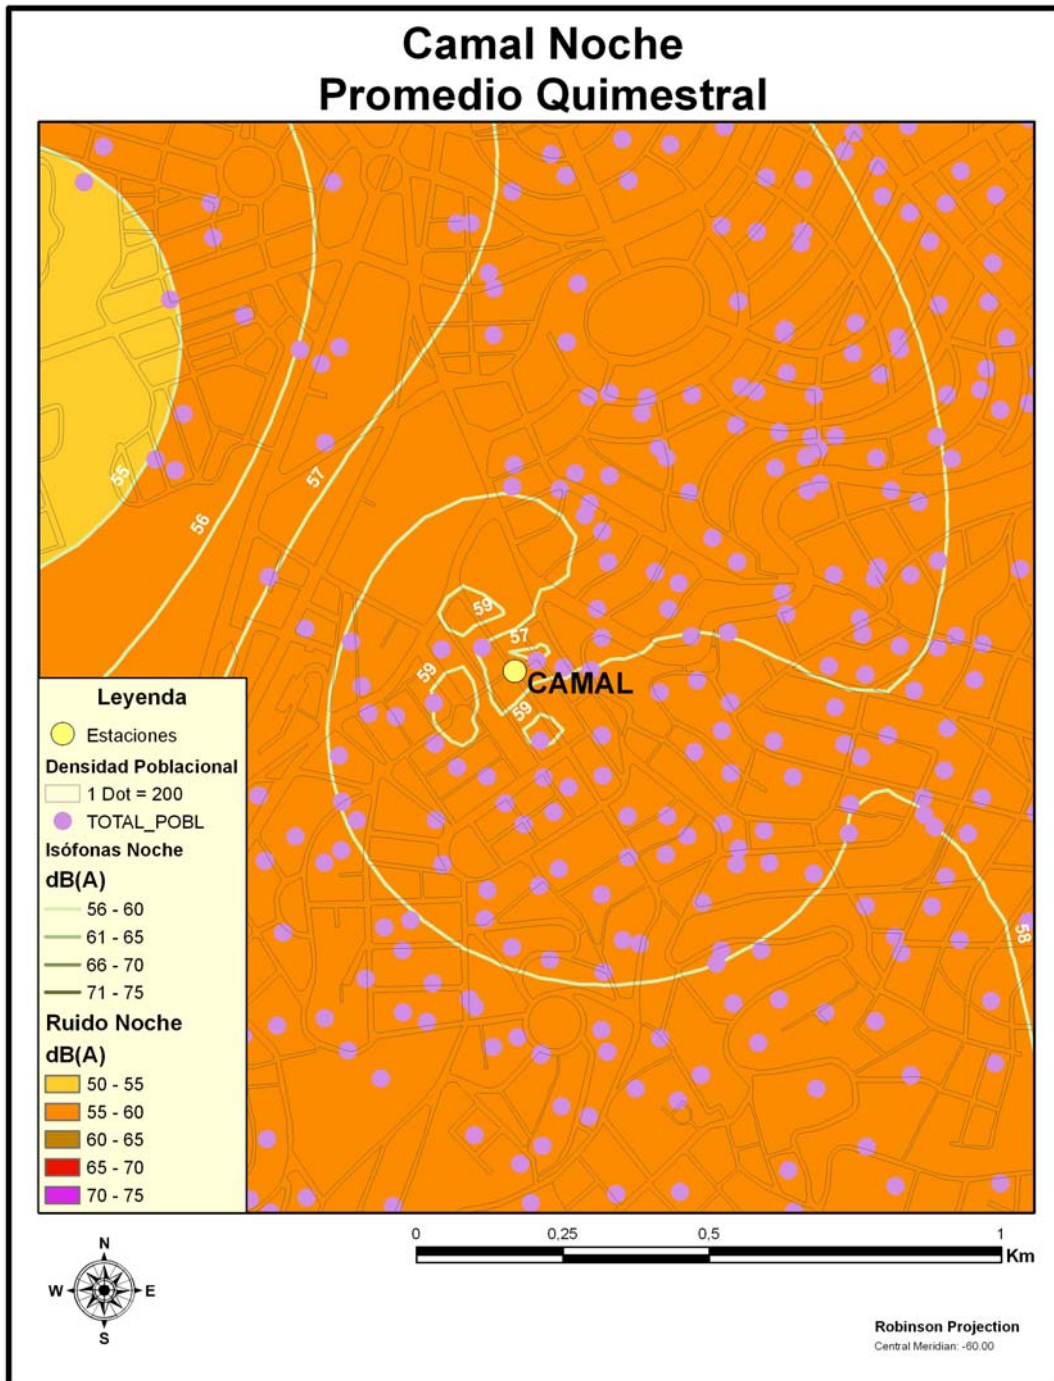 Camal Noche
Promedio Quimestral
55
56
57
59
57
59
CAMAL
59
58
Leyenda
Estaciones
Densidad Poblacional
1 Dot = 200
TOTAL_POBL
Isófonas Noche
dB(A)
56 - 60
61 - 65
66 - 70
71 - 75
Ruido Noche
dB(A)
50 - 55
55 - 60
60 - 65
65 - 70
70 - 75
0 0,25 0,5 1
Km
N
W E
S
Robinson Projection
Central Meridian: -60.00